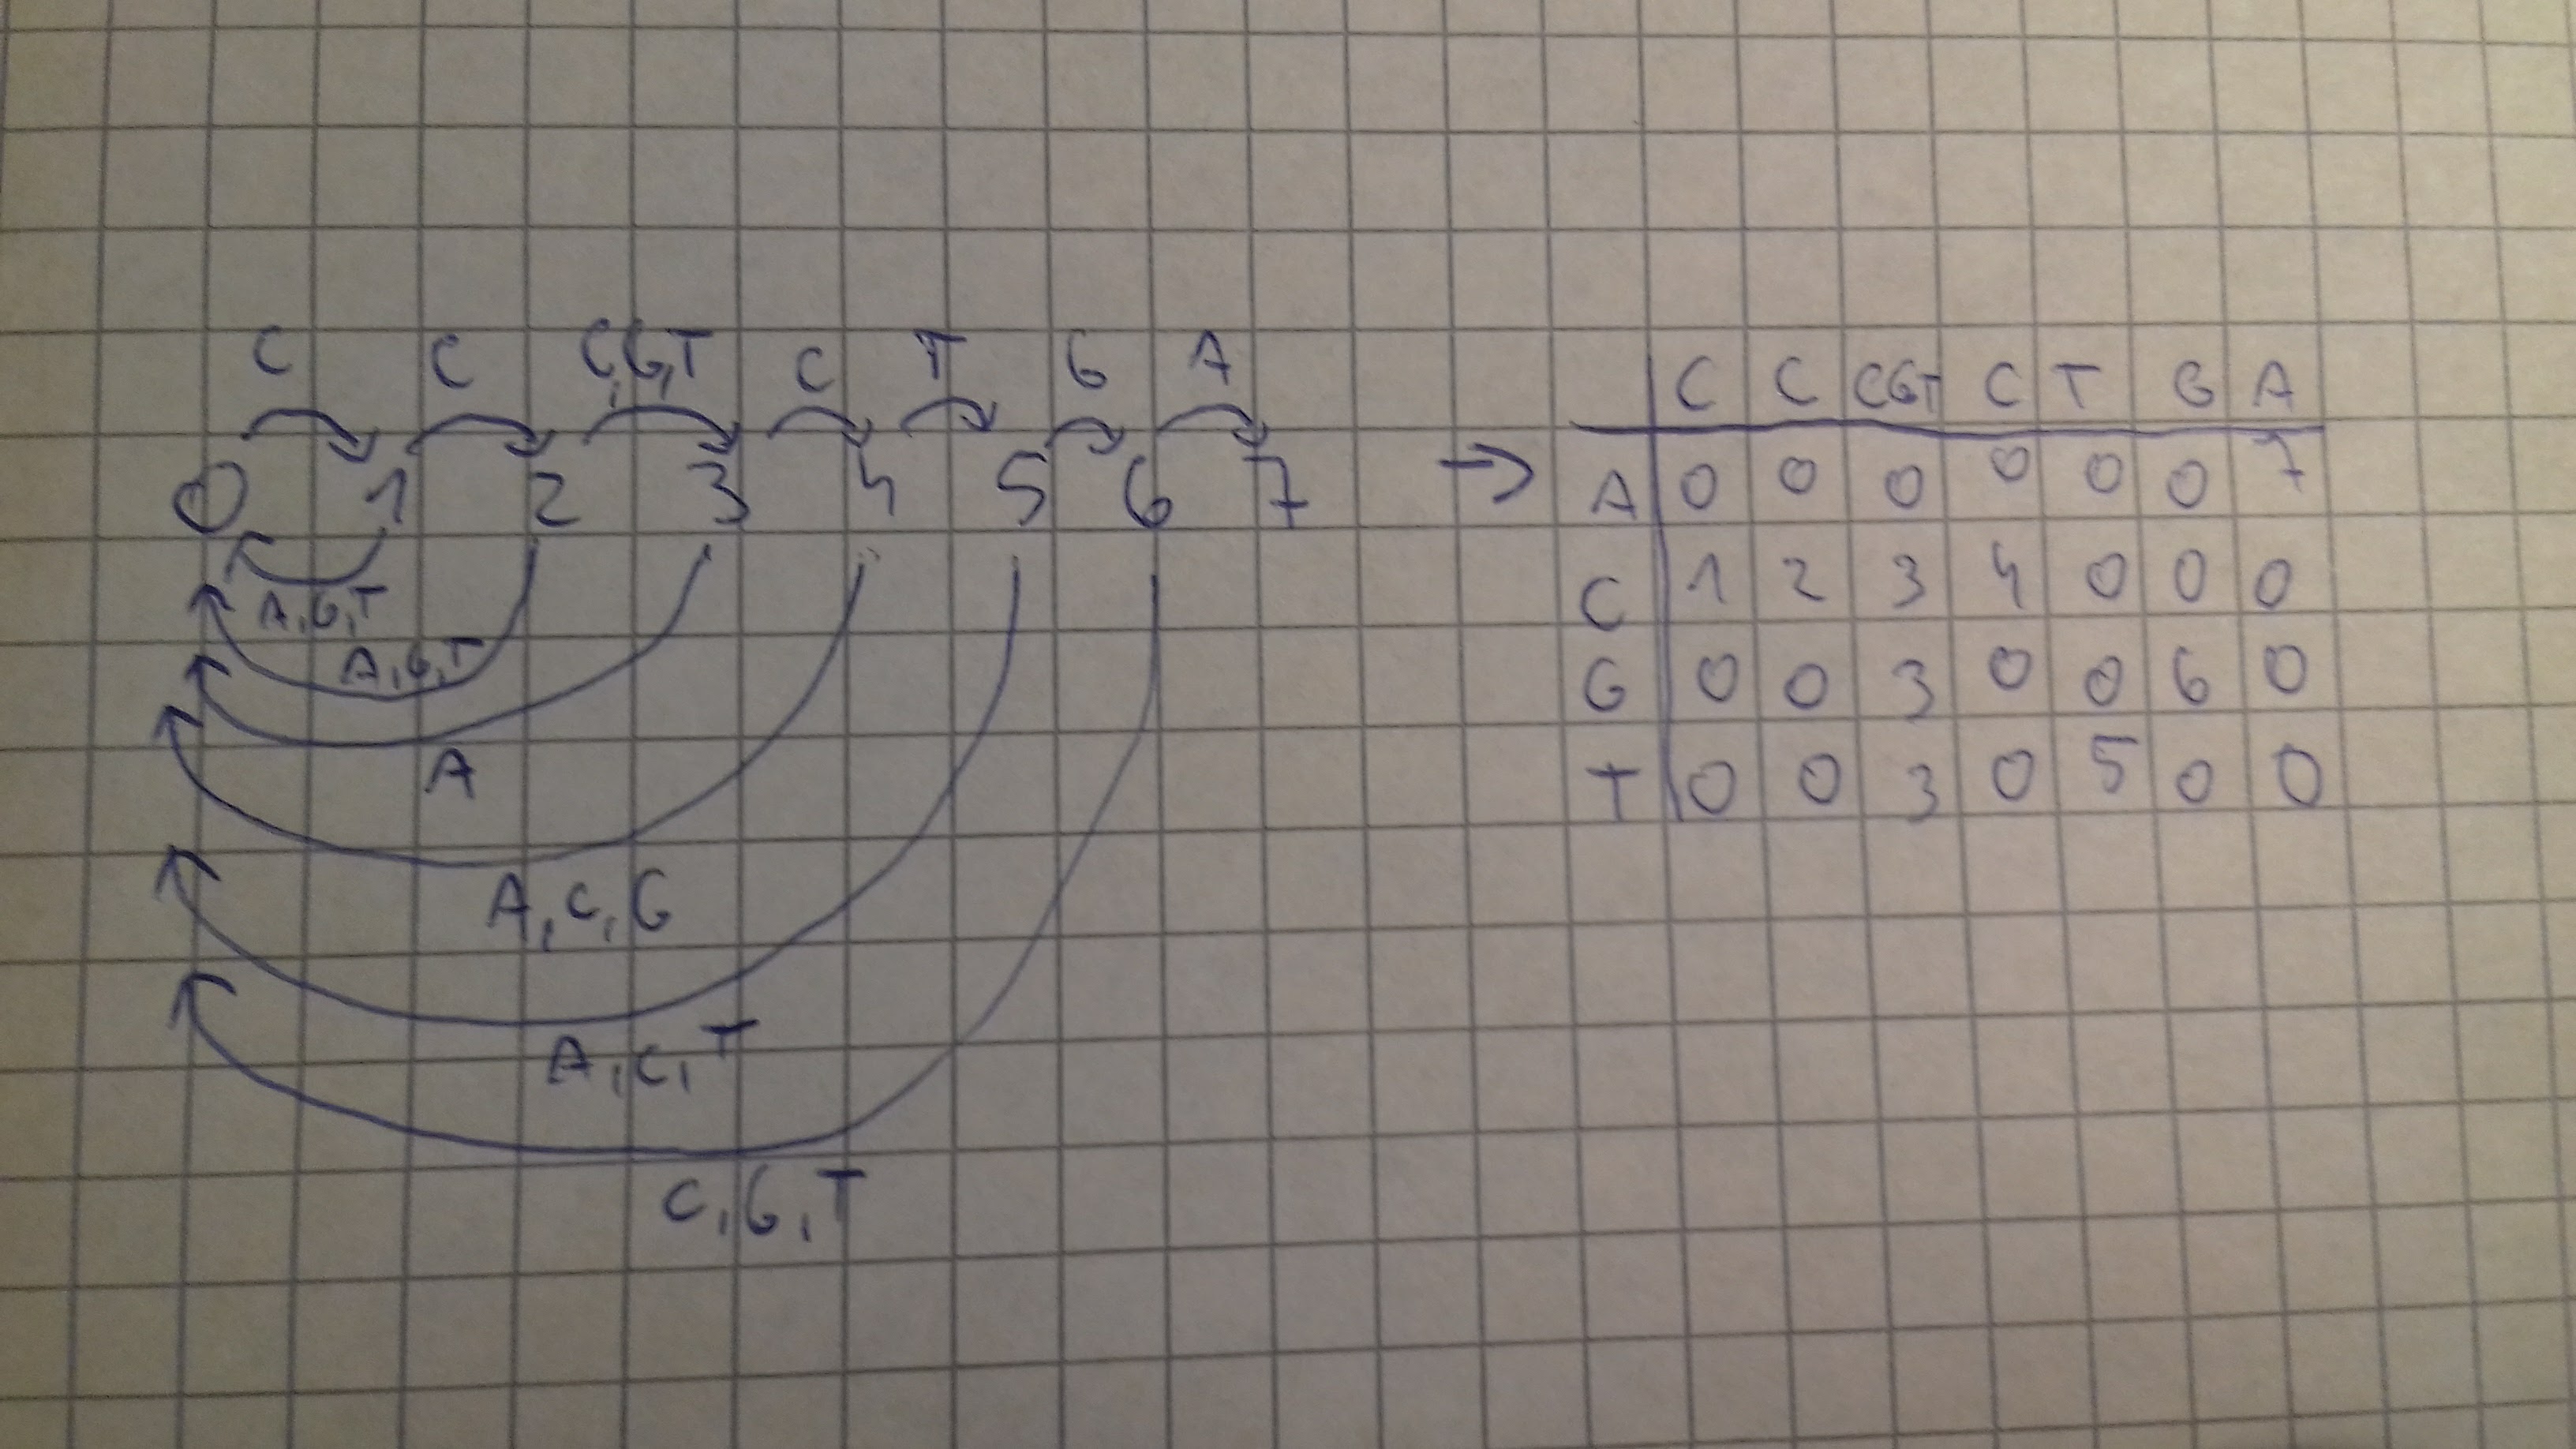 C C C,G,T C T G A
0 1 2 3 4 5 6 7
A,G,T
A,G,T
A
A,C,G
A,C,T
C,G,T
→
C C CGT C T G A
A 0 0 0 0 0 0 7
C 1 2 3 4 0 0 0
G 0 0 3 0 0 6 0
T 0 0 3 0 5 0 0